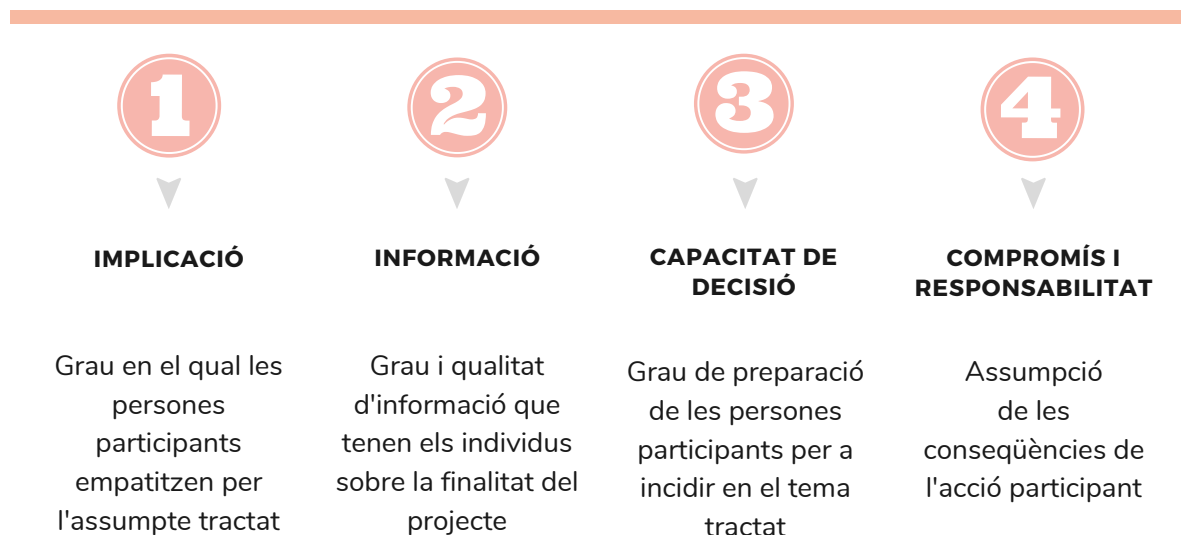 1
IMPLICACIÓ
Grau en el qual les
persones
participants
empatitzen per
l'assumpte tractat
2
INFORMACIÓ
Grau i qualitat
d'informació que
tenen els individus
sobre la finalitat del
projecte
3
CAPACITAT DE
DECISIÓ
Grau de preparació
de les persones
participants per a
incidir en el tema
tractat
4
COMPROMÍS I
RESPONSABILITAT
Assumpció
de les
conseqüències de
l'acció participant